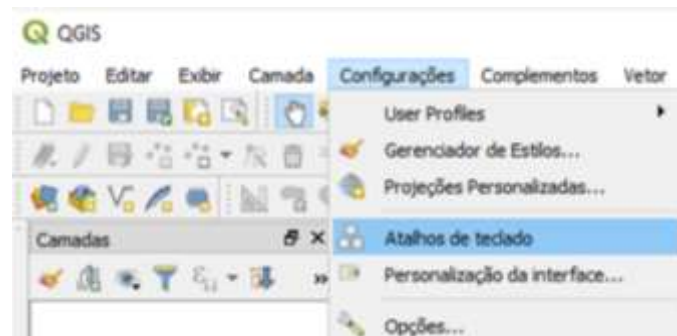 QGIS
Projeto Editar Exibir Camada Configurações Complementos Vetor
User Profiles
Gerenciador de Estilos...
Projeções Personalizadas...
Camadas
Atalhos de teclado
Personalização da interface...
Opções...